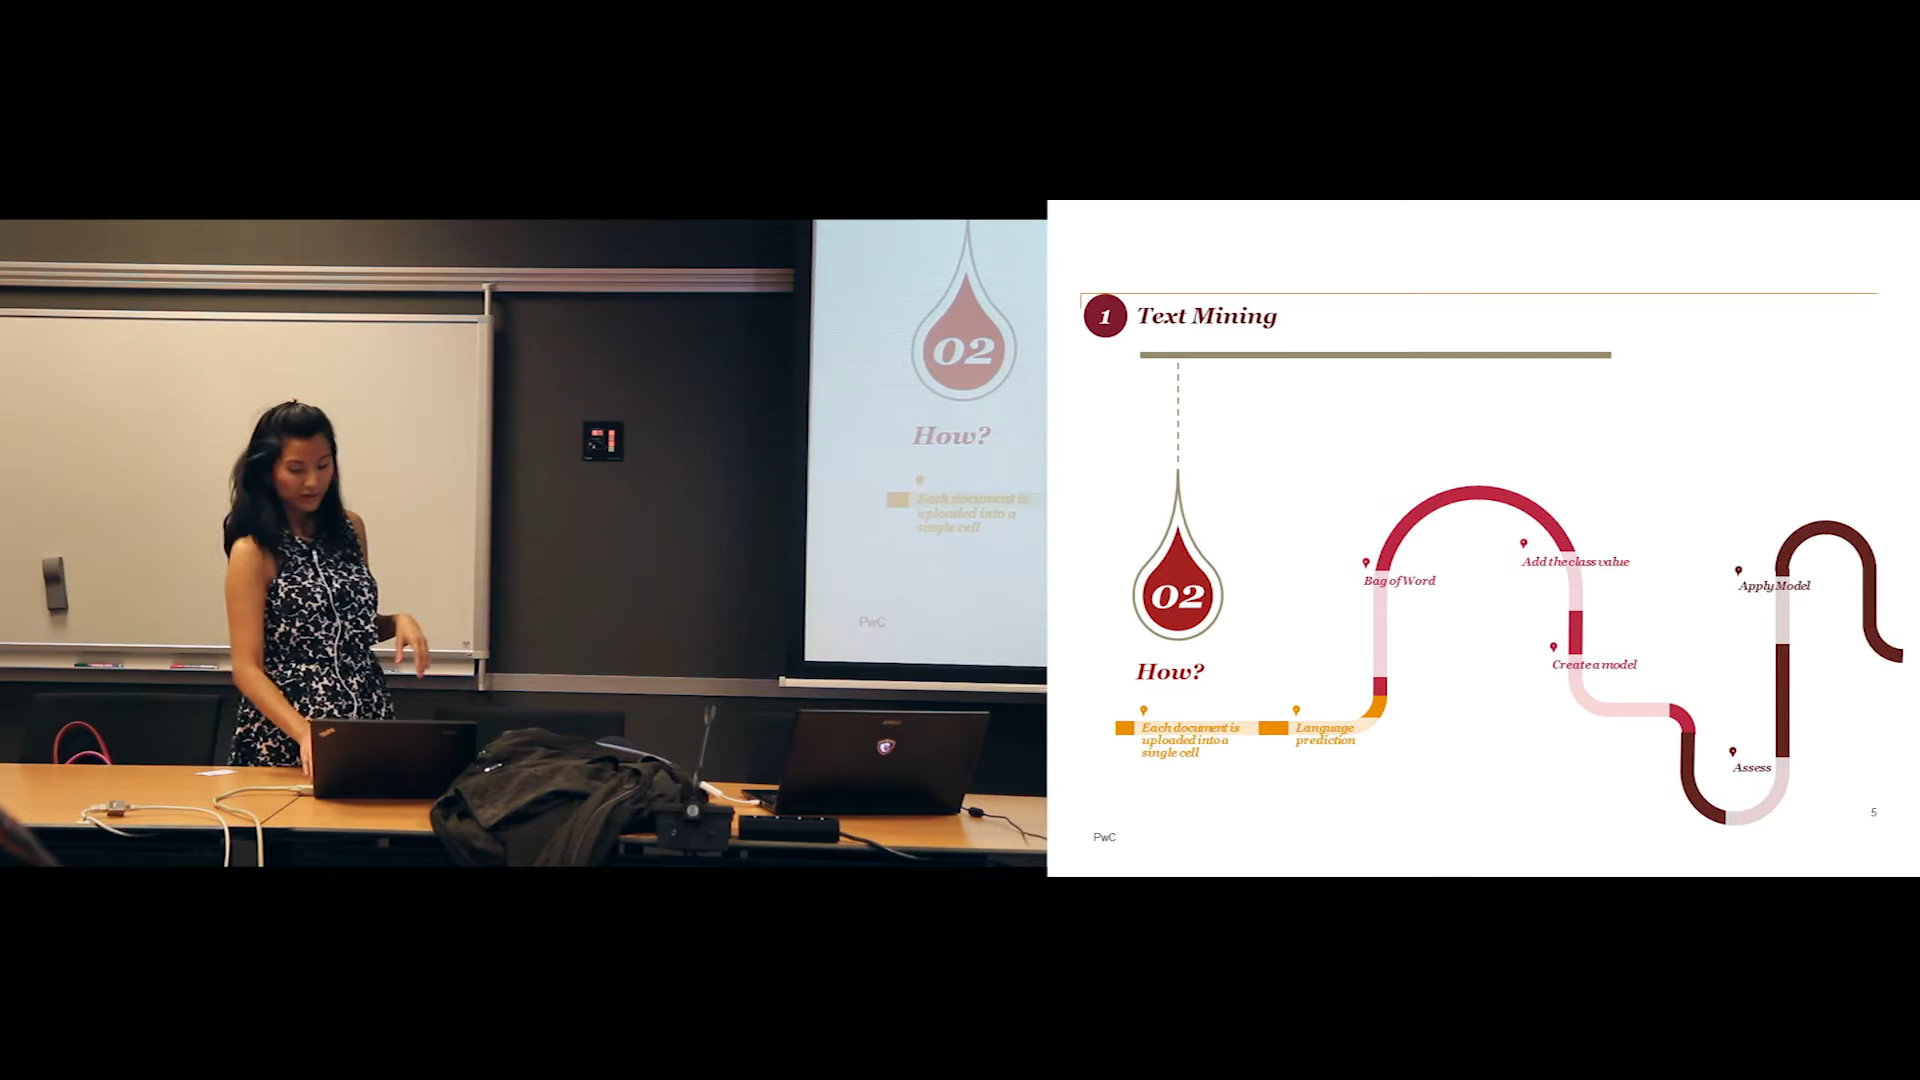 02
How?
Each document is
uploaded into a
single cell
PwC
1 Text Mining
02
How?
Each document is
uploaded into a
single cell
Language
prediction
Bag of Word
Add the class value
Create a model
Apply Model
Assess
5
PwC